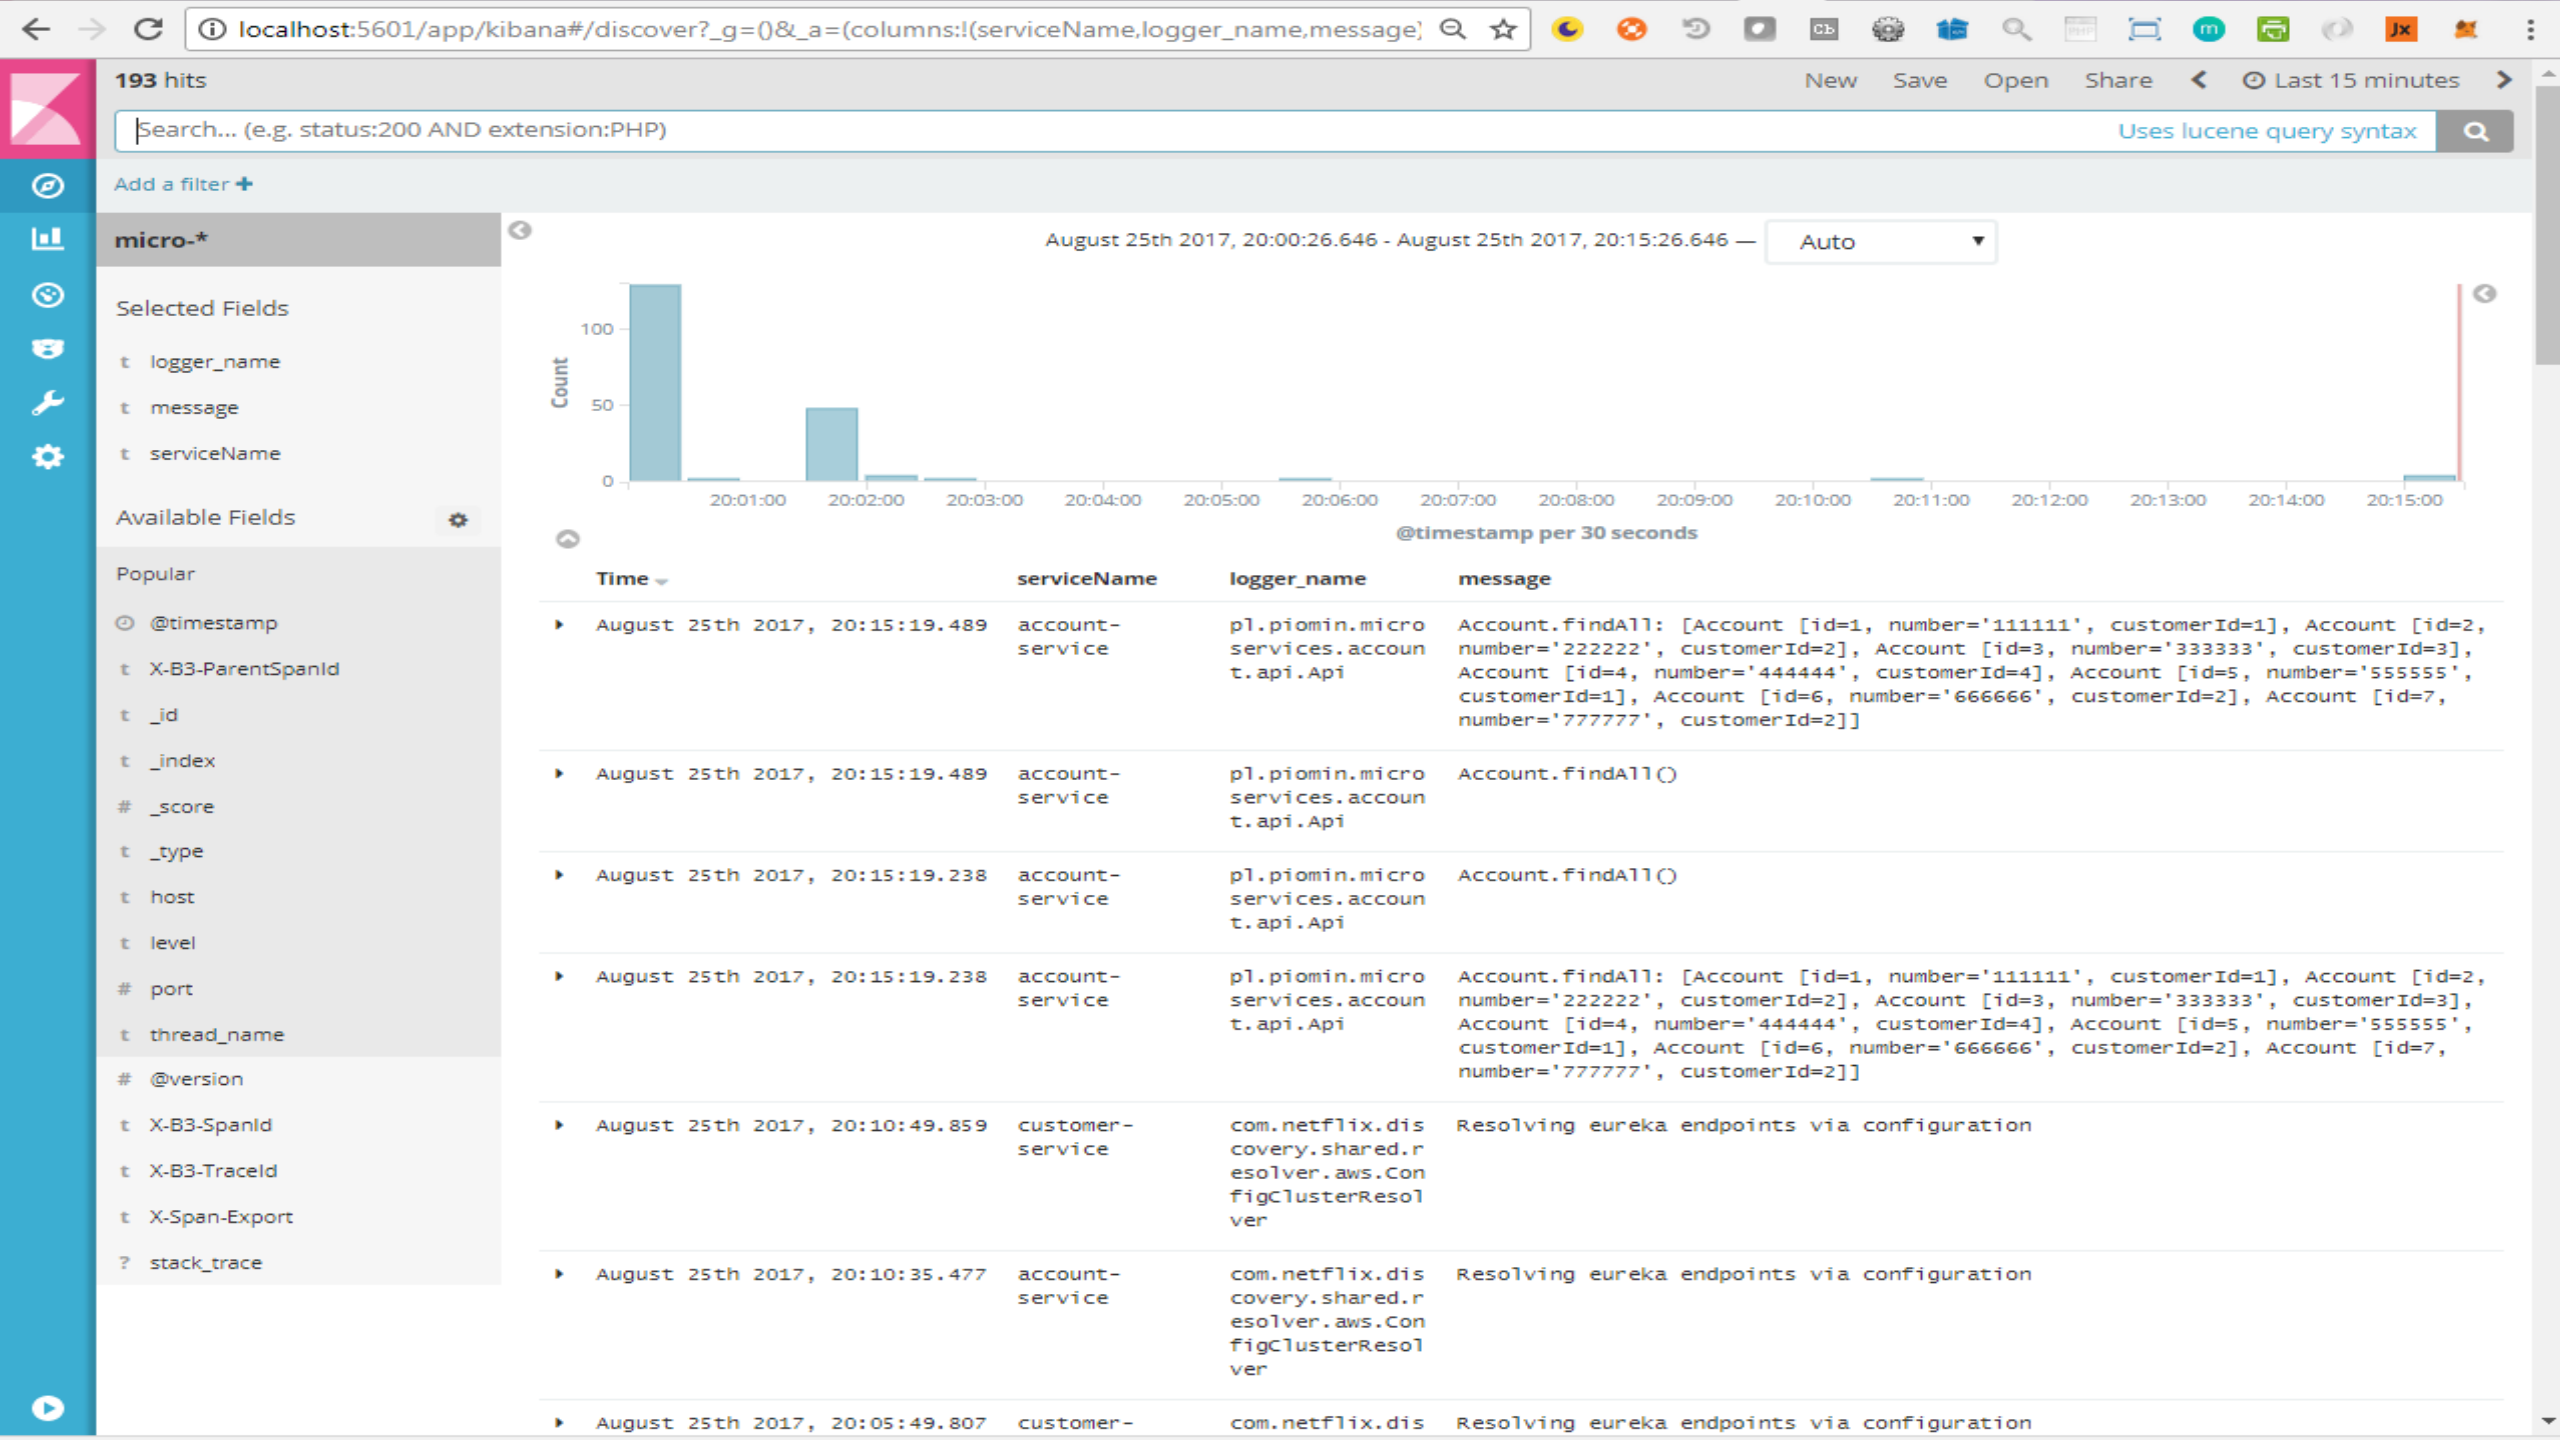 localhost:5601/app/kibana#/discover?_g=()&_a=(columns:!(serviceName,logger_name,message)
193 hits
New Save Open Share Last 15 minutes
Search... (e.g. status:200 AND extension:PHP)
Uses lucene query syntax
Add a filter
micro-*
August 25th 2017, 20:00:26.646 - August 25th 2017, 20:15:26.646 —
Auto
Selected Fields
t logger_name
t message
t serviceName
Available Fields
Popular
@timestamp
t X-B3-ParentSpanId
t _id
t _index
# _score
t _type
t host
t level
# port
t thread_name
# @version
t X-B3-SpanId
t X-B3-TraceId
t X-Span-Export
? stack_trace
Count
100
50
0
20:01:00 20:02:00 20:03:00 20:04:00 20:05:00 20:06:00 20:07:00 20:08:00 20:09:00 20:10:00 20:11:00 20:12:00 20:13:00 20:14:00 20:15:00
@timestamp per 30 seconds
Time serviceName logger_name message
August 25th 2017, 20:15:19.489 account- pl.piomin.micro Account.findAll: [Account [id=1, number='111111', customerId=1], Account [id=2,
service services.accoun number='222222', customerId=2], Account [id=3, number='333333', customerId=3],
t.api.Api Account [id=4, number='444444', customerId=4], Account [id=5, number='555555',
customerId=1], Account [id=6, number='666666', customerId=2], Account [id=7,
number='777777', customerId=2]]
August 25th 2017, 20:15:19.489 account- pl.piomin.micro Account.findAll()
service services.accoun
t.api.Api
August 25th 2017, 20:15:19.238 account- pl.piomin.micro Account.findAll()
service services.accoun
t.api.Api
August 25th 2017, 20:15:19.238 account- pl.piomin.micro Account.findAll: [Account [id=1, number='111111', customerId=1], Account [id=2,
service services.accoun number='222222', customerId=2], Account [id=3, number='333333', customerId=3],
t.api.Api Account [id=4, number='444444', customerId=4], Account [id=5, number='555555',
customerId=1], Account [id=6, number='666666', customerId=2], Account [id=7,
number='777777', customerId=2]]
August 25th 2017, 20:10:49.859 customer- com.netflix.dis Resolving eureka endpoints via configuration
service covery.shared.r
esolver.aws.Con
figClusterResol
ver
August 25th 2017, 20:10:35.477 account- com.netflix.dis Resolving eureka endpoints via configuration
service covery.shared.r
esolver.aws.Con
figClusterResol
ver
August 25th 2017, 20:05:49.807 customer- com.netflix.dis Resolving eureka endpoints via configuration